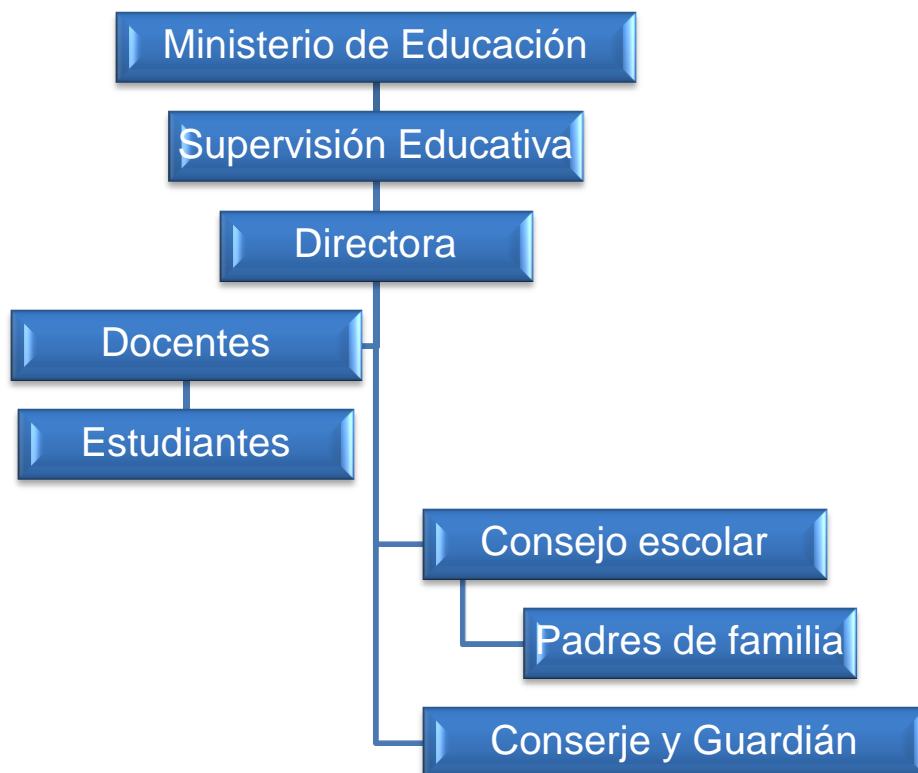 Ministerio de Educación
Supervisión Educativa
Directora
Docentes
Estudiantes
Consejo escolar
Padres de familia
Conserje y Guardián